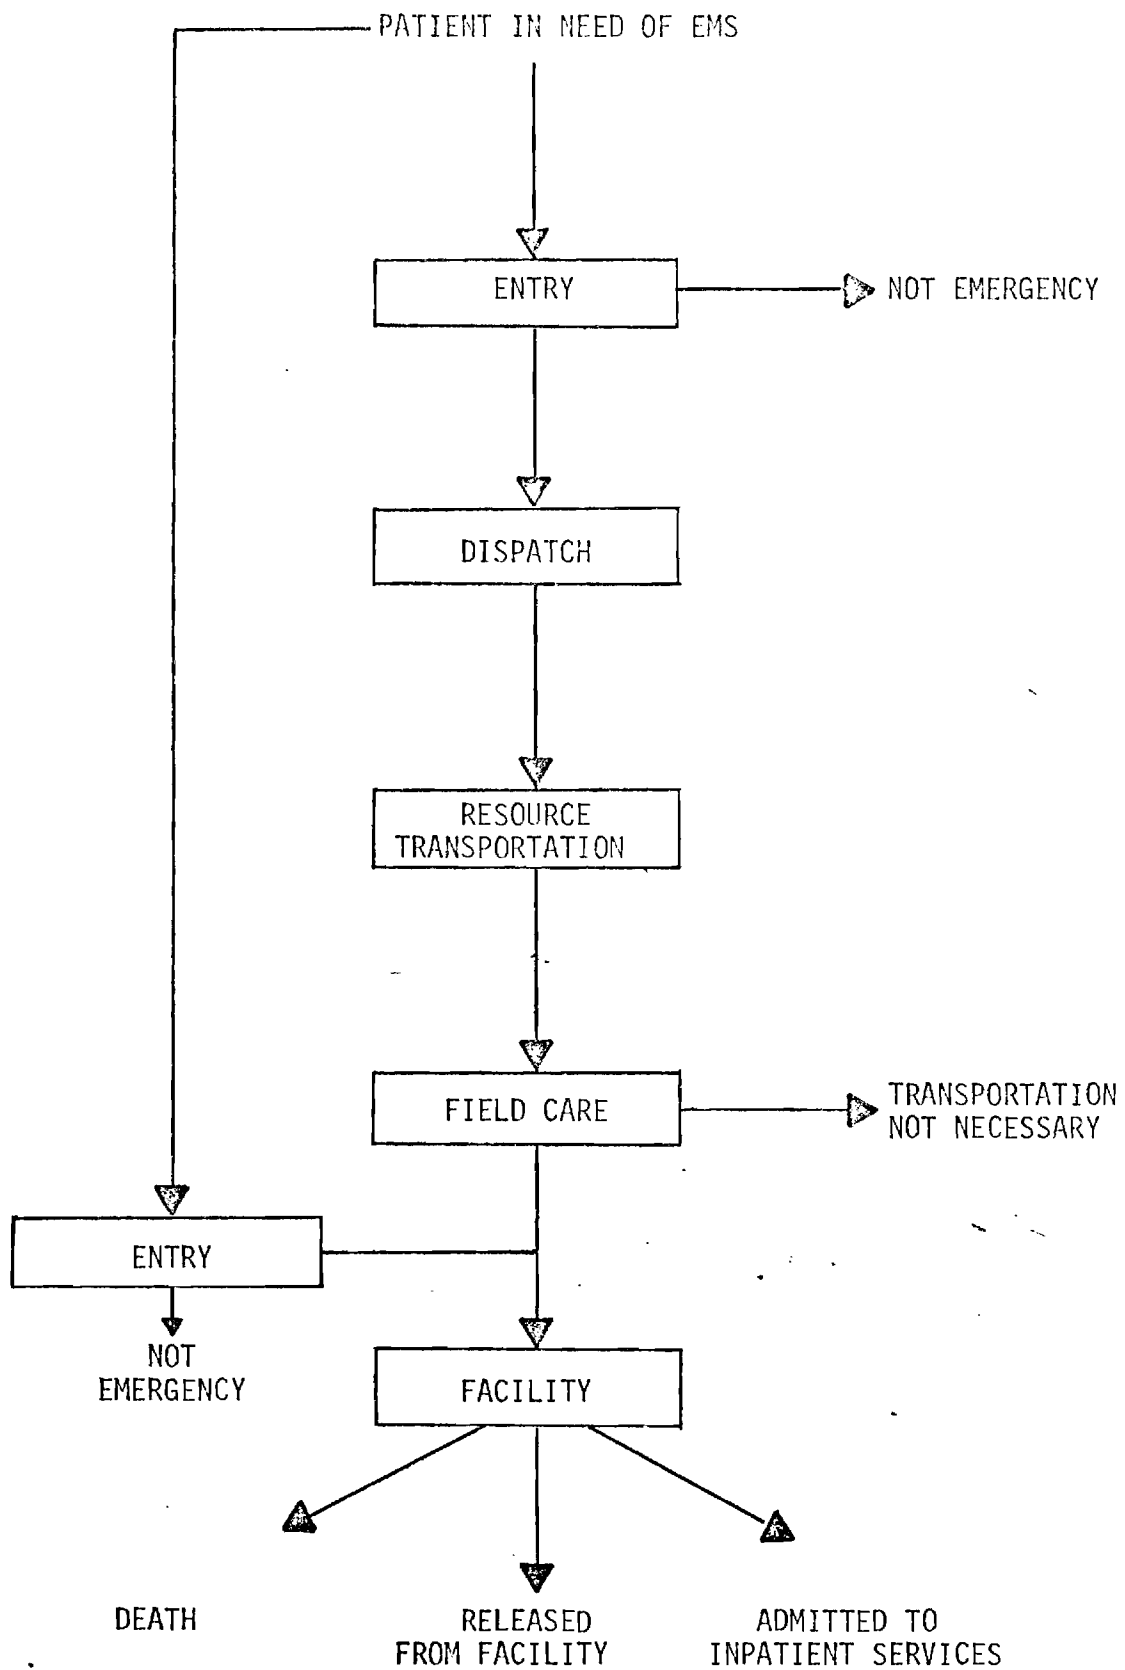 PATIENT IN NEED OF EMS
ENTRY
NOT EMERGENCY
DISPATCH
RESOURCE
TRANSPORTATION
FIELD CARE
TRANSPORTATION
NOT NECESSARY
ENTRY
NOT
EMERGENCY
FACILITY
DEATH
RELEASED
FROM FACILITY
ADMITTED TO
INPATIENT SERVICES